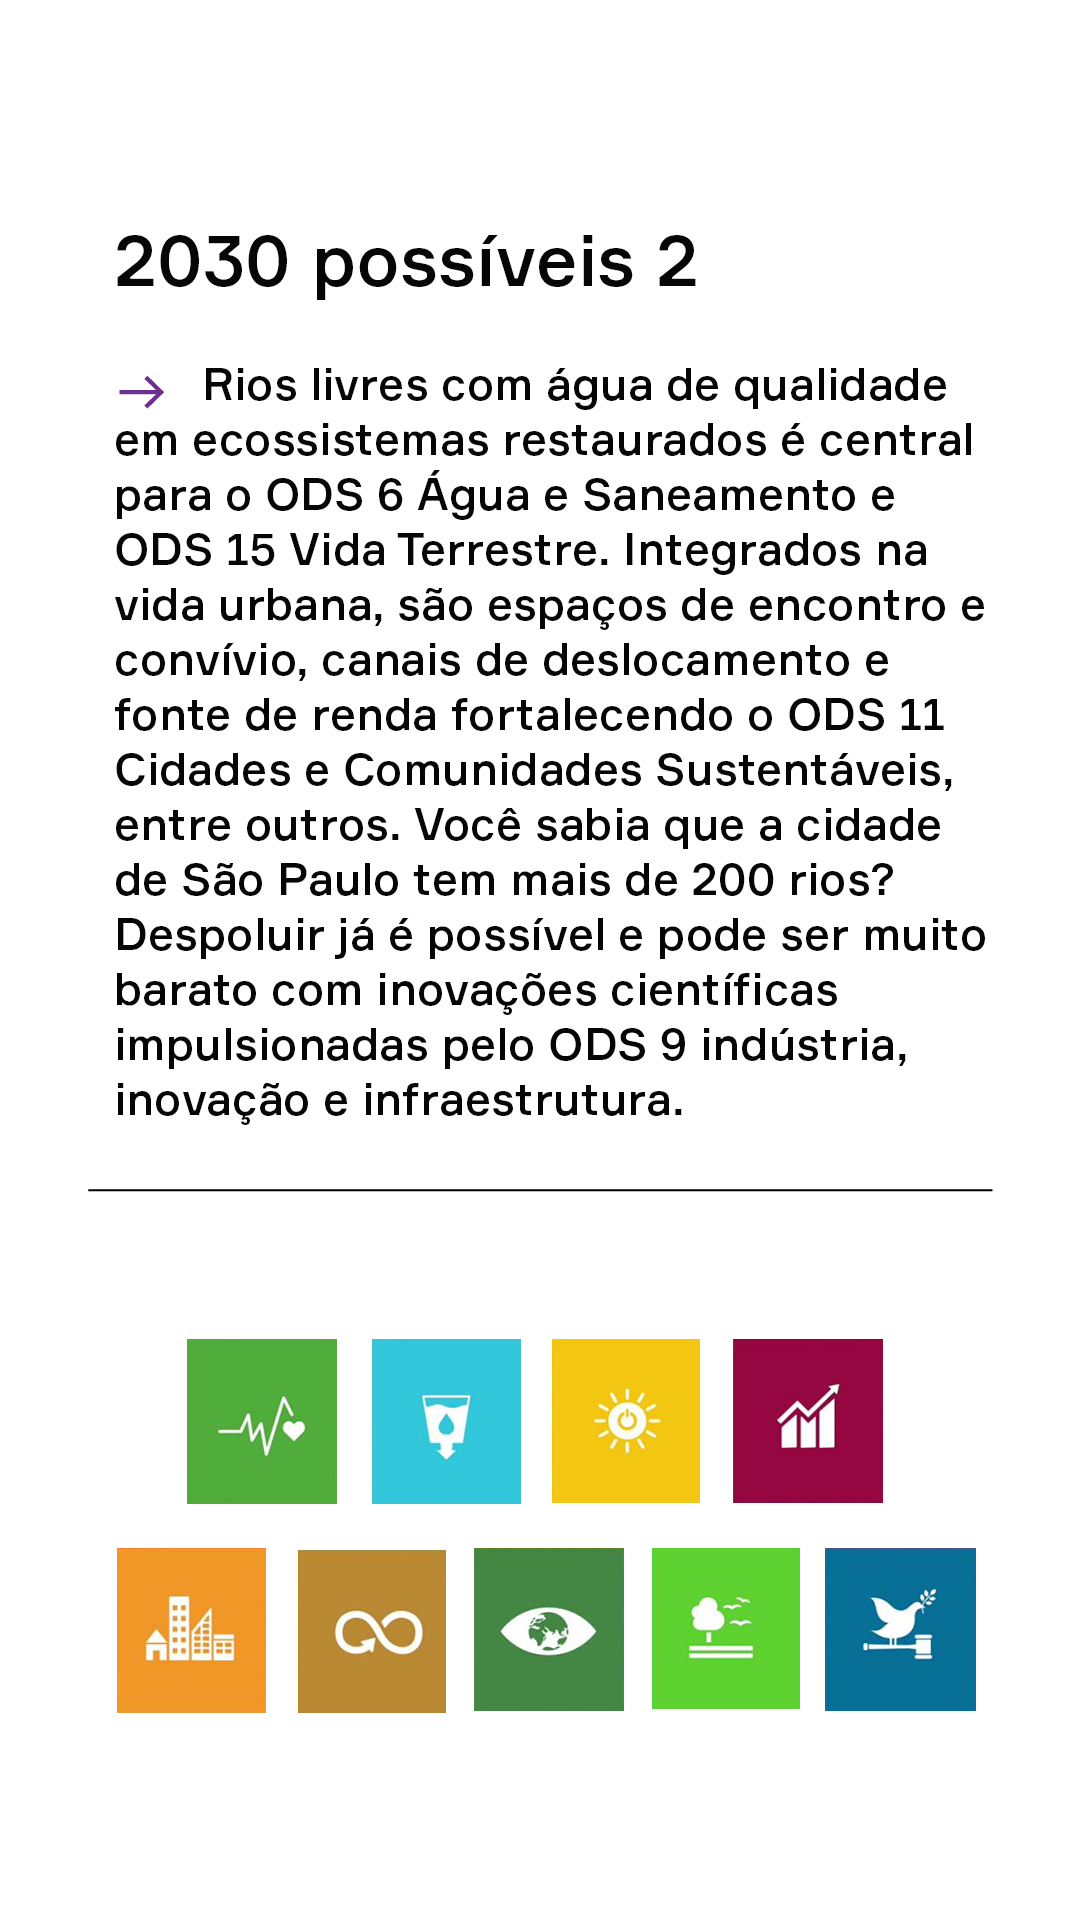 2030 possíveis 2
→ Rios livres com água de qualidade
em ecossistemas restaurados é central
para o ODS 6 Água e Saneamento e
ODS 15 Vida Terrestre. Integrados na
vida urbana, são espaços de encontro e
convívio, canais de deslocamento e
fonte de renda fortalecendo o ODS 11
Cidades e Comunidades Sustentáveis,
entre outros. Você sabia que a cidade
de São Paulo tem mais de 200 rios?
Despoluir já é possível e pode ser muito
barato com inovações científicas
impulsionadas pelo ODS 9 indústria,
inovação e infraestrutura.